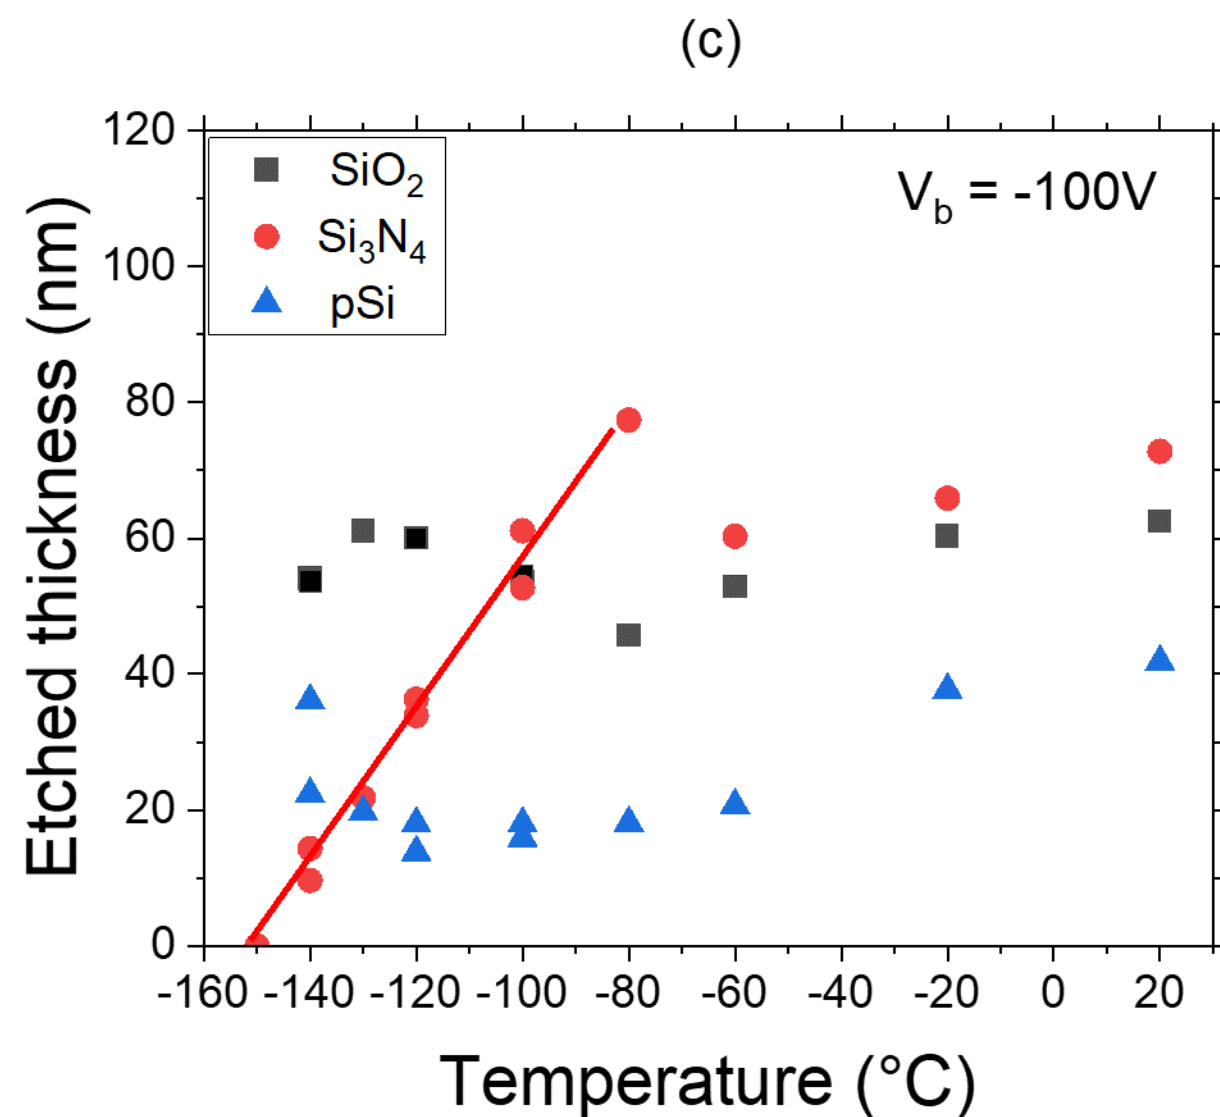 (c)
120
100
80
60
40
20
0
Etched thickness (nm)
SiO₂
Si₃N₄
pSi
V_b = -100V
-160 -140 -120 -100 -80 -60 -40 -20 0 20
Temperature (°C)